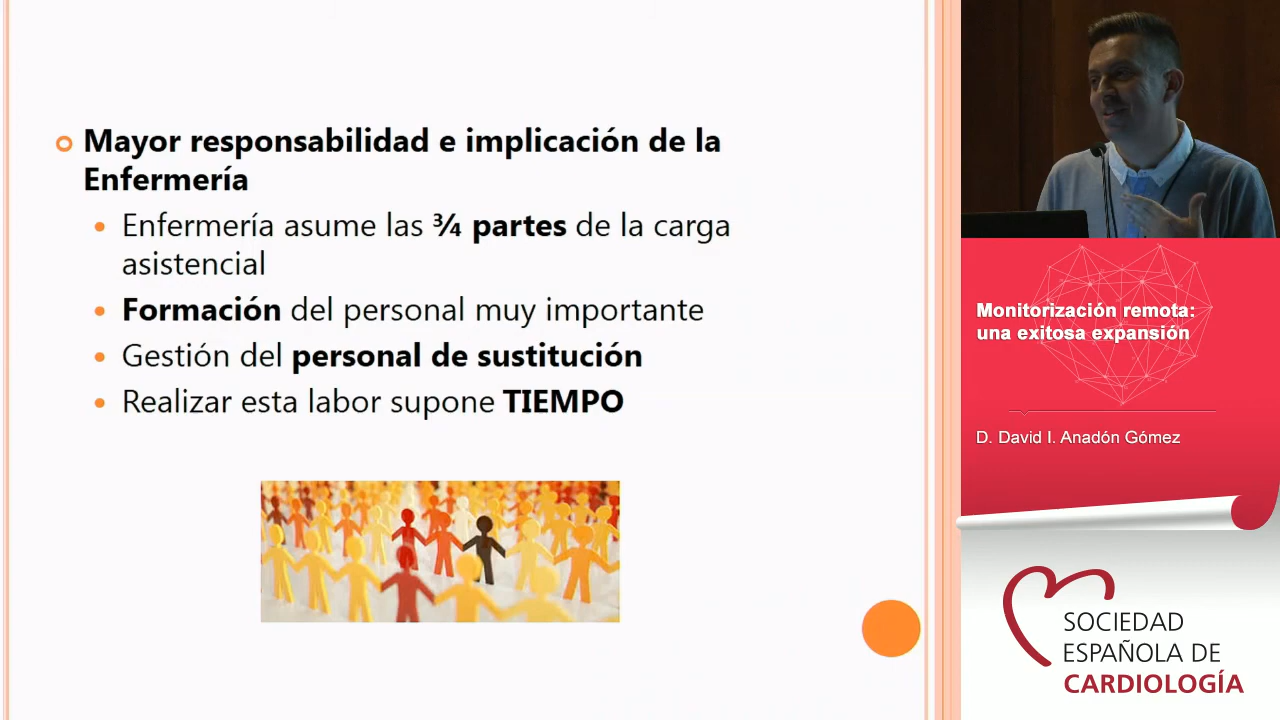 Mayor responsabilidad e implicación de la
Enfermería
Enfermería asume las ¾ partes de la carga
asistencial
Formación del personal muy importante
Gestión del personal de sustitución
Realizar esta labor supone TIEMPO
Monitorización remota:
una exitosa expansión
D. David I. Anadón Gómez
SOCIEDAD
ESPAÑOLA DE
CARDIOLOGÍA